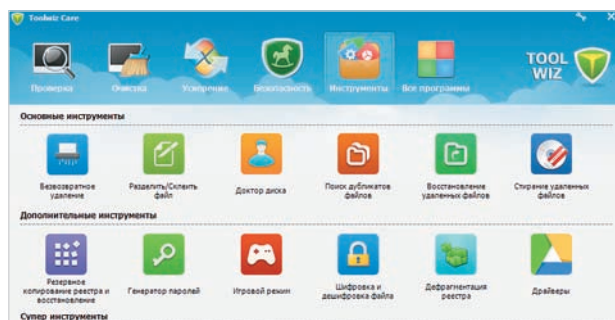 Toolwiz Care
TOOL
WIZ
Проверка
Очистка
Ускорение
Безопасность
Инструменты
Все программы
Основные инструменты
Безвозвратное
удаление
Разделить/Склеить
файл
Доктор диска
Поиск дубликатов
файлов
Восстановление
удаленных файлов
Стирание удаленных
файлов
Дополнительные инструменты
Резервное
копирование реестра и
восстановление
Генератор паролей
Игровой режим
Шифровка и
дешифровка файла
Дефрагментация
реестра
Драйверы
Супер инструменты